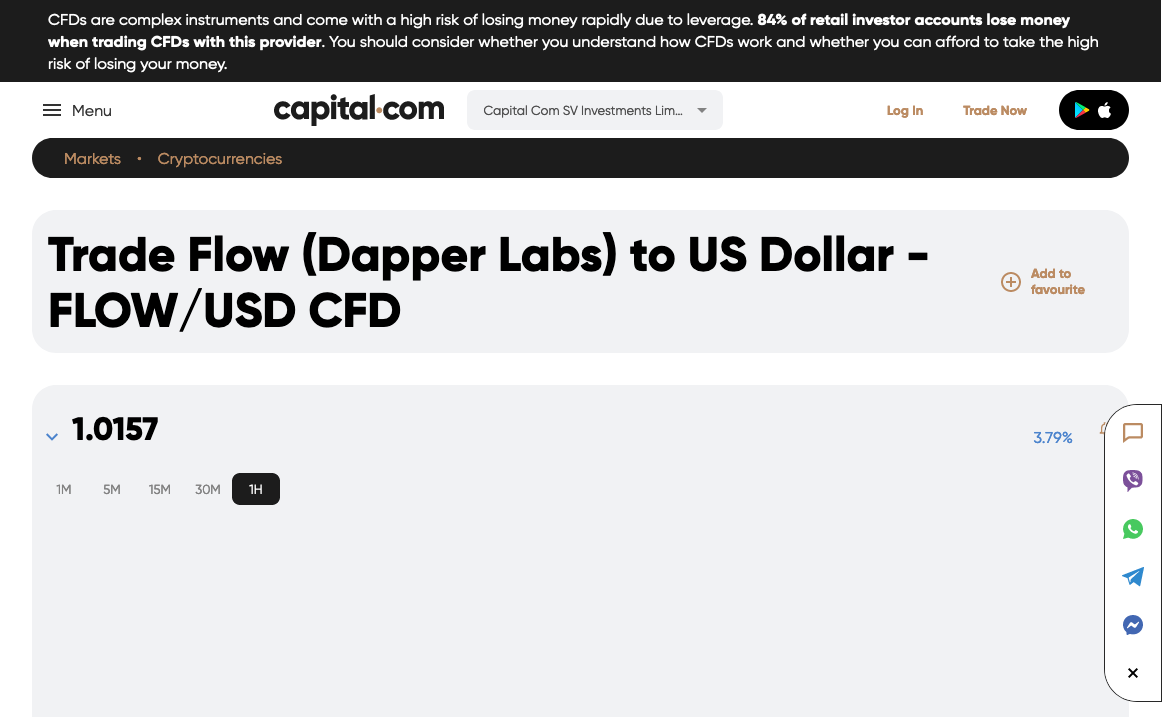 CFDs are complex instruments and come with a high risk of losing money rapidly due to leverage. 84% of retail investor accounts lose money
when trading CFDs with this provider. You should consider whether you understand how CFDs work and whether you can afford to take the high
risk of losing your money.
Menu
capital.com
Capital Com SV Investments Lim...
Log In
Trade Now
Markets • Cryptocurrencies
Trade Flow (Dapper Labs) to US Dollar -
FLOW/USD CFD
Add to
favourite
1.0157
3.79%
1M 5M 15M 30M 1H